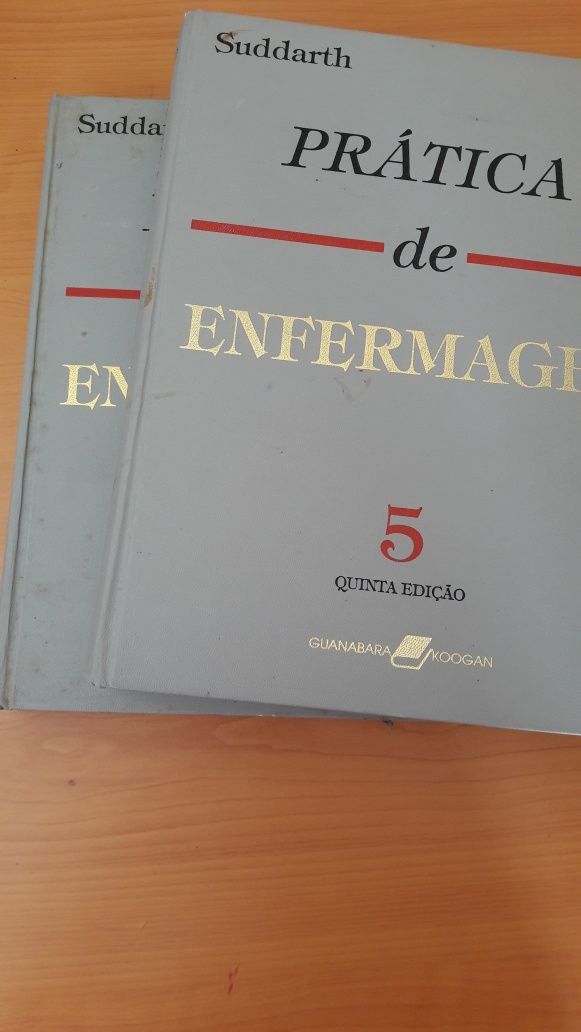 Suddarth
PRÁTICA
de
ENFERMAGE
5
QUINTA EDIÇÃO
GUANABARA KOOGAN
Sudda
EN